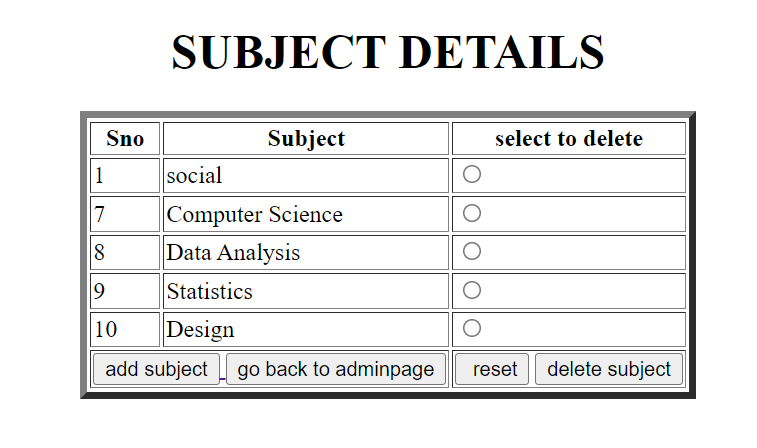 SUBJECT DETAILS
Sno Subject select to delete
1 social
7 Computer Science
8 Data Analysis
9 Statistics
10 Design
add subject go back to adminpage reset delete subject